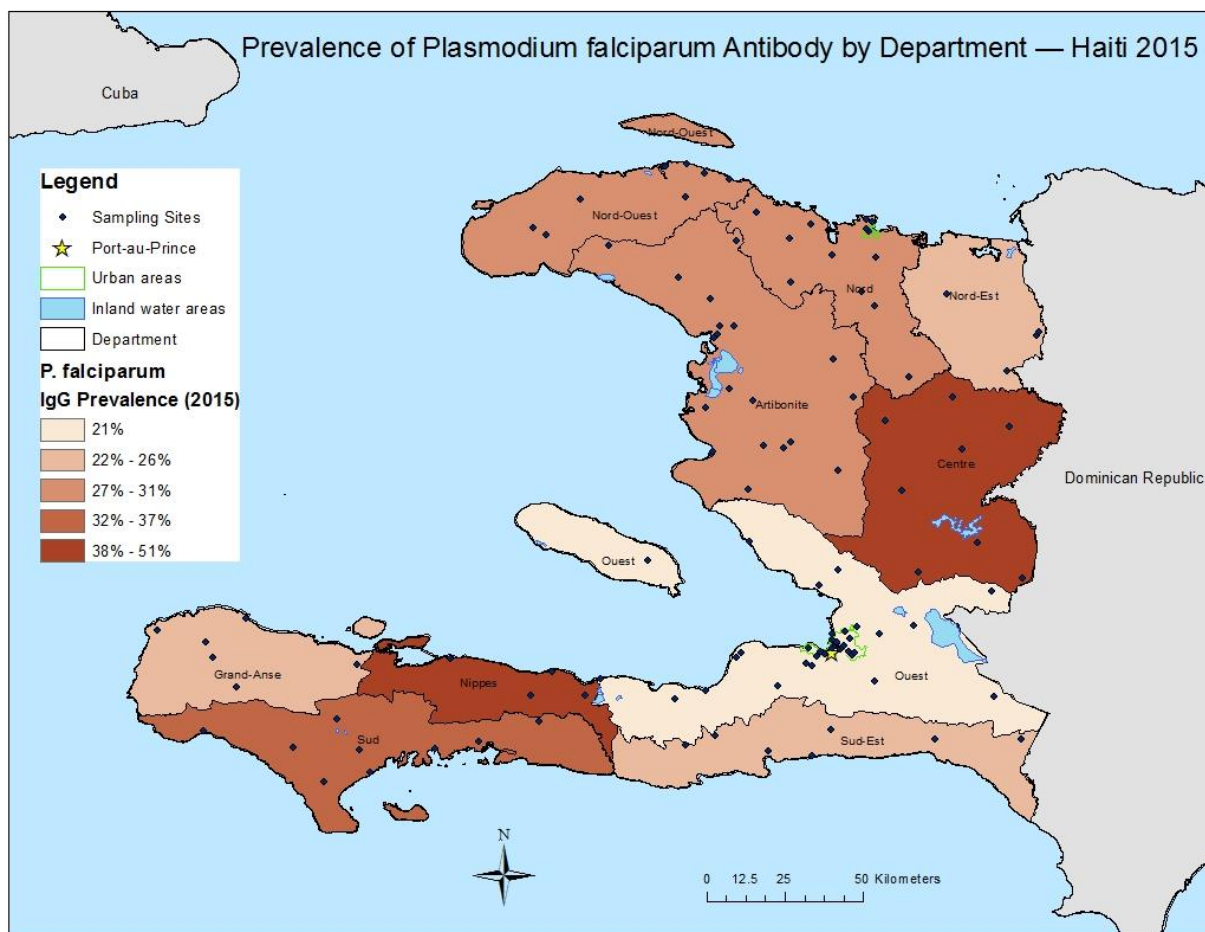 Prevalence of Plasmodium falciparum Antibody by Department — Haiti 2015
Cuba
Nord-Ouest
Legend
Sampling Sites
Port-au-Prince
Urban areas
Inland water areas
Department
P. falciparum
IgG Prevalence (2015)
21%
22% - 26%
27% - 31%
32% - 37%
38% - 51%
Nord-Ouest
Nord
Nord-Est
Artibonite
Centre
Dominican Republic
Ouest
Grand-Anse
Nippes
Ouest
Sud
Sud-Est
N
0 12.5 25 50 Kilometers